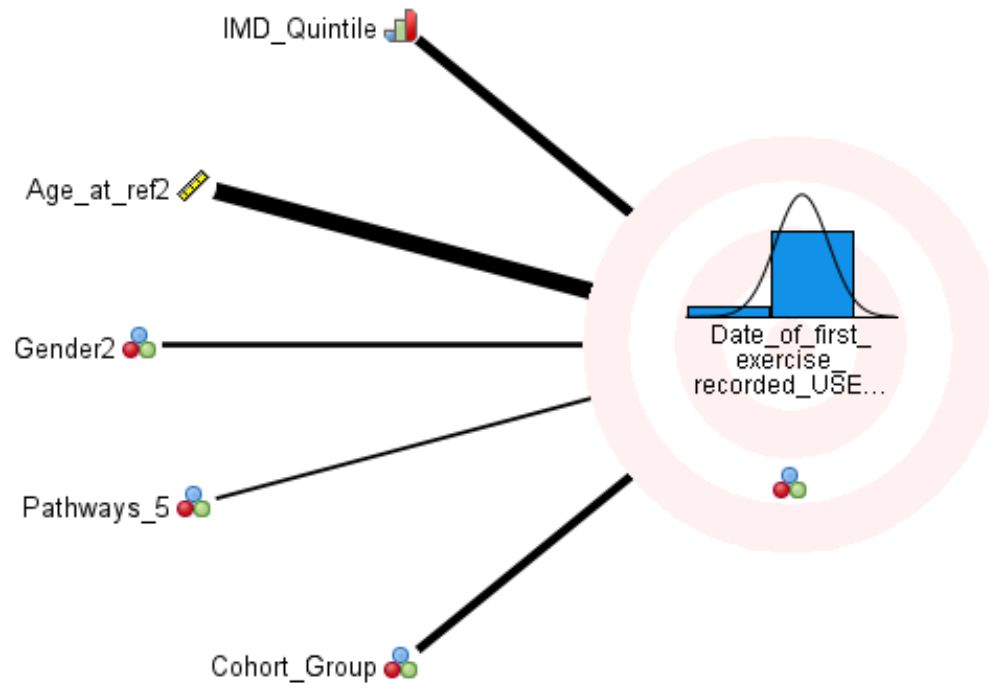 IMD_Quintile
Age_at_ref2
Gender2
Pathways_5
Cohort_Group
Date_of_first_
exercise_
recorded_USE...